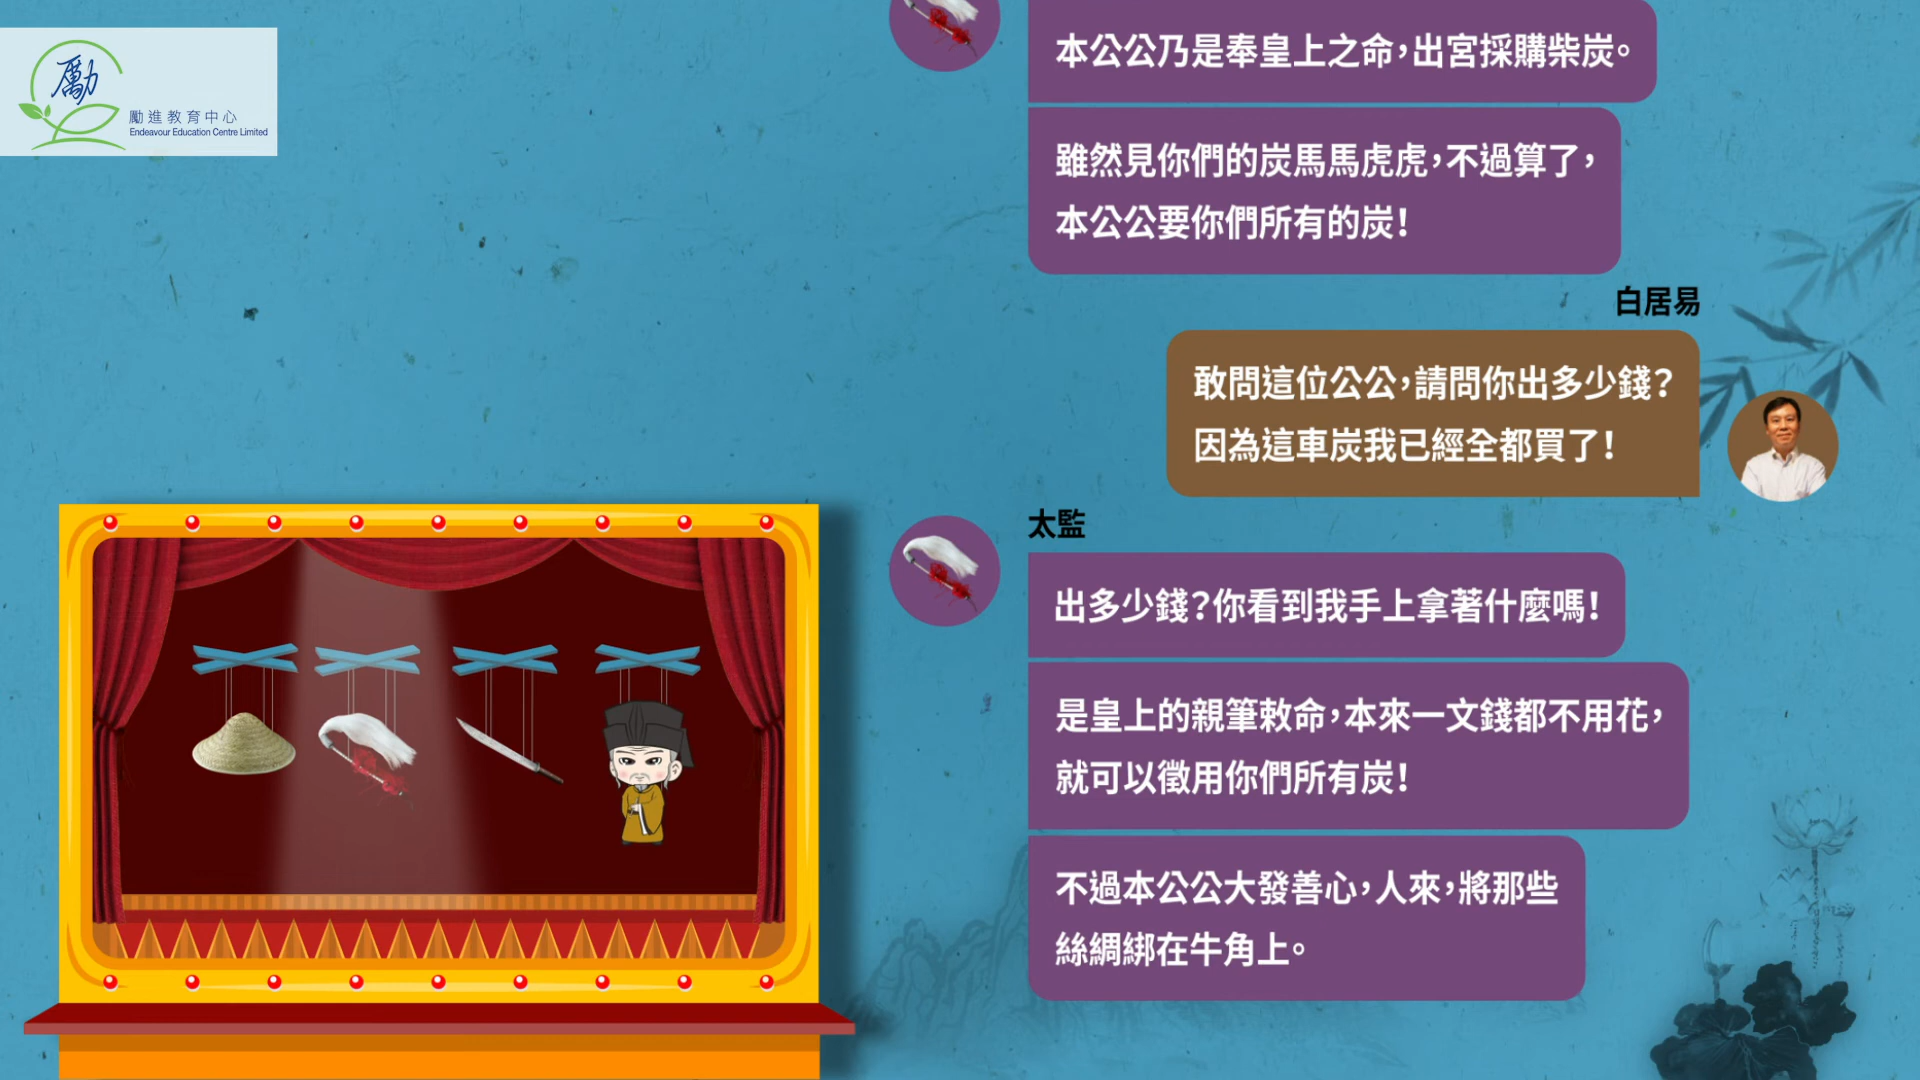 勵
勵進教育中心
Endeavour Education Centre Limited
本公公乃是奉皇上之命，出宮採購柴炭。
雖然見你們的炭馬馬虎虎，不過算了，
本公公要你們所有的炭！
白居易
敢問這位公公，請問你出多少錢？
因為這車炭我已經全都買了！
太監
出多少錢？你看到我手上拿著什麼嗎！
是皇上的親筆敕命，本來一文錢都不用花，
就可以徵用你們所有炭！
不過本公公大發善心，人來，將那些
絲綢綁在牛角上。